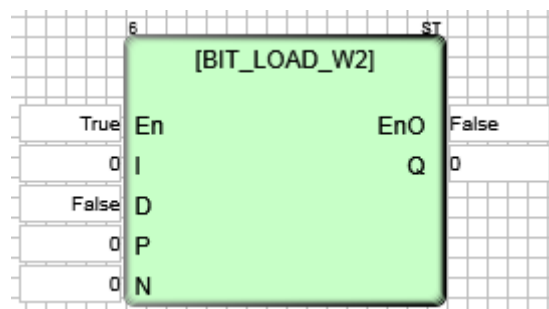 6 ST
[BIT_LOAD_W2]
True En EnO False
0 I Q 0
False D
0 P
0 N